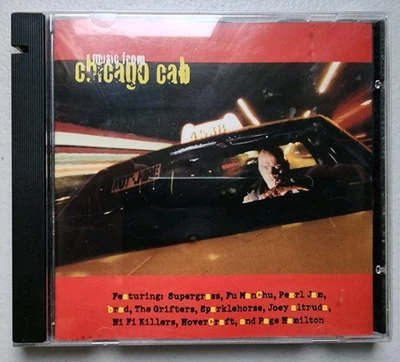 music from
chicago cab
Featuring: Supergrass, Fu Manchu, Pearl Jam,
brad, The Grifters, Sparklehorse, Joey altruda,
Hi Fi Killers, HoverCraft, and Page Hamilton